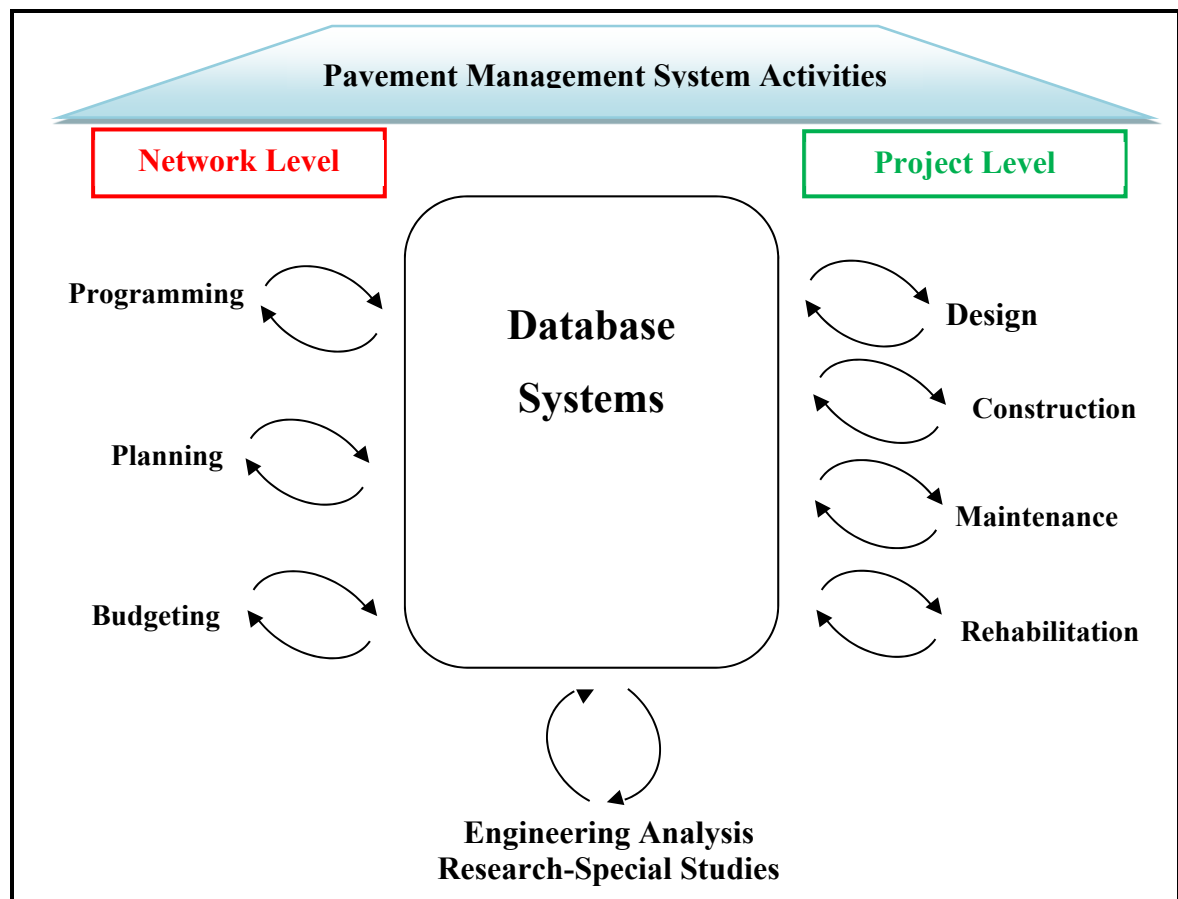 Pavement Management System Activities
Network Level
Project Level
Programming
Planning
Budgeting
Database
Systems
Design
Construction
Maintenance
Rehabilitation
Engineering Analysis
Research-Special Studies